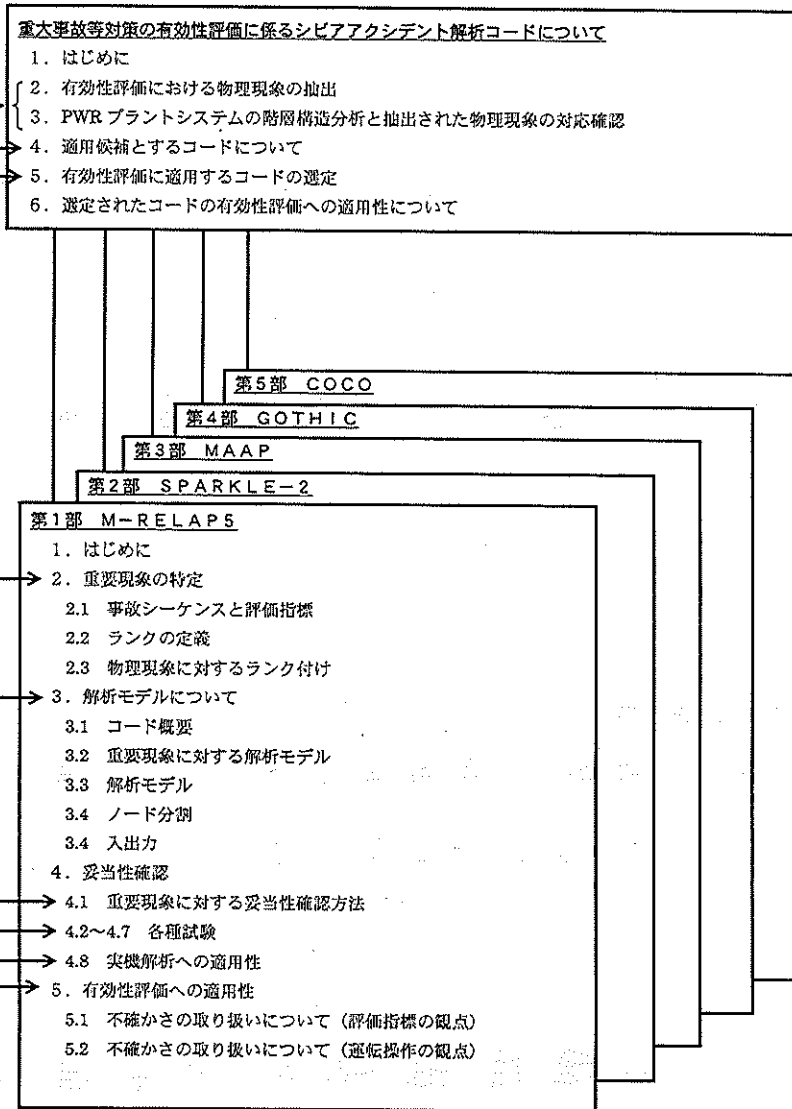 重大事故等対策の有効性評価に係るシビアアクシデント解析コードについて
1. はじめに
2. 有効性評価における物理現象の抽出
3. PWR プラントシステムの階層構造分析と抽出された物理現象の対応確認
4. 適用候補とするコードについて
5. 有効性評価に適用するコードの選定
6. 選定されたコードの有効性評価への適用性について
第5部 COCO
第4部 GOTHIC
第3部 MAAP
第2部 SPARKLE-2
第1部 M-RELAP5
1. はじめに
2. 重要現象の特定
2.1 事故シーケンスと評価指標
2.2 ランクの定義
2.3 物理現象に対するランク付け
3. 解析モデルについて
3.1 コード概要
3.2 重要現象に対する解析モデル
3.3 解析モデル
3.4 ノード分割
3.4 入出力
4. 妥当性確認
4.1 重要現象に対する妥当性確認方法
4.2~4.7 各種試験
4.8 実機解析への適用性
5. 有効性評価への適用性
5.1 不確かさの取り扱いについて（評価指標の観点）
5.2 不確かさの取り扱いについて（運転操作の観点）